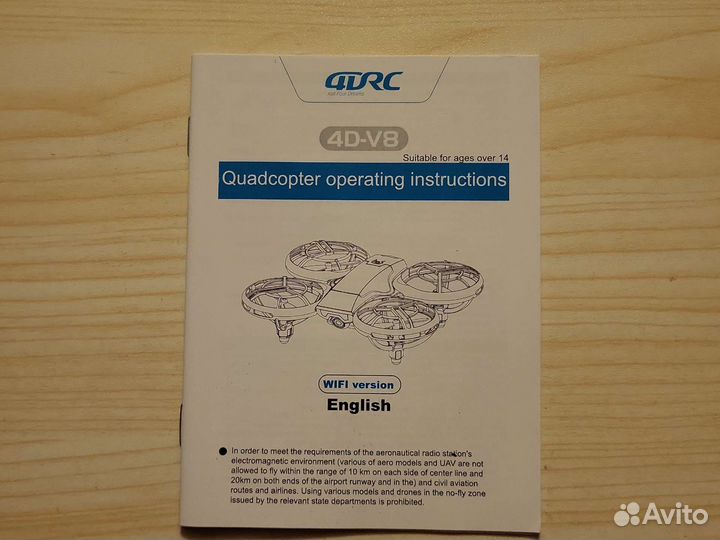 4DRC
4D-V8
Suitable for ages over 14
Quadcopter operating instructions
WIFI version
English
● In order to meet the requirements of the aeronautical radio station's
electromagnetic environment (various of aero models and UAV are not
allowed to fly within the range of 10 km on each side of center line and
20km on both ends of the airport runway and in the) and civil aviation
routes and airlines. Using various models and drones in the no-fly zone
issued by the relevant state departments is prohibited.
Avito